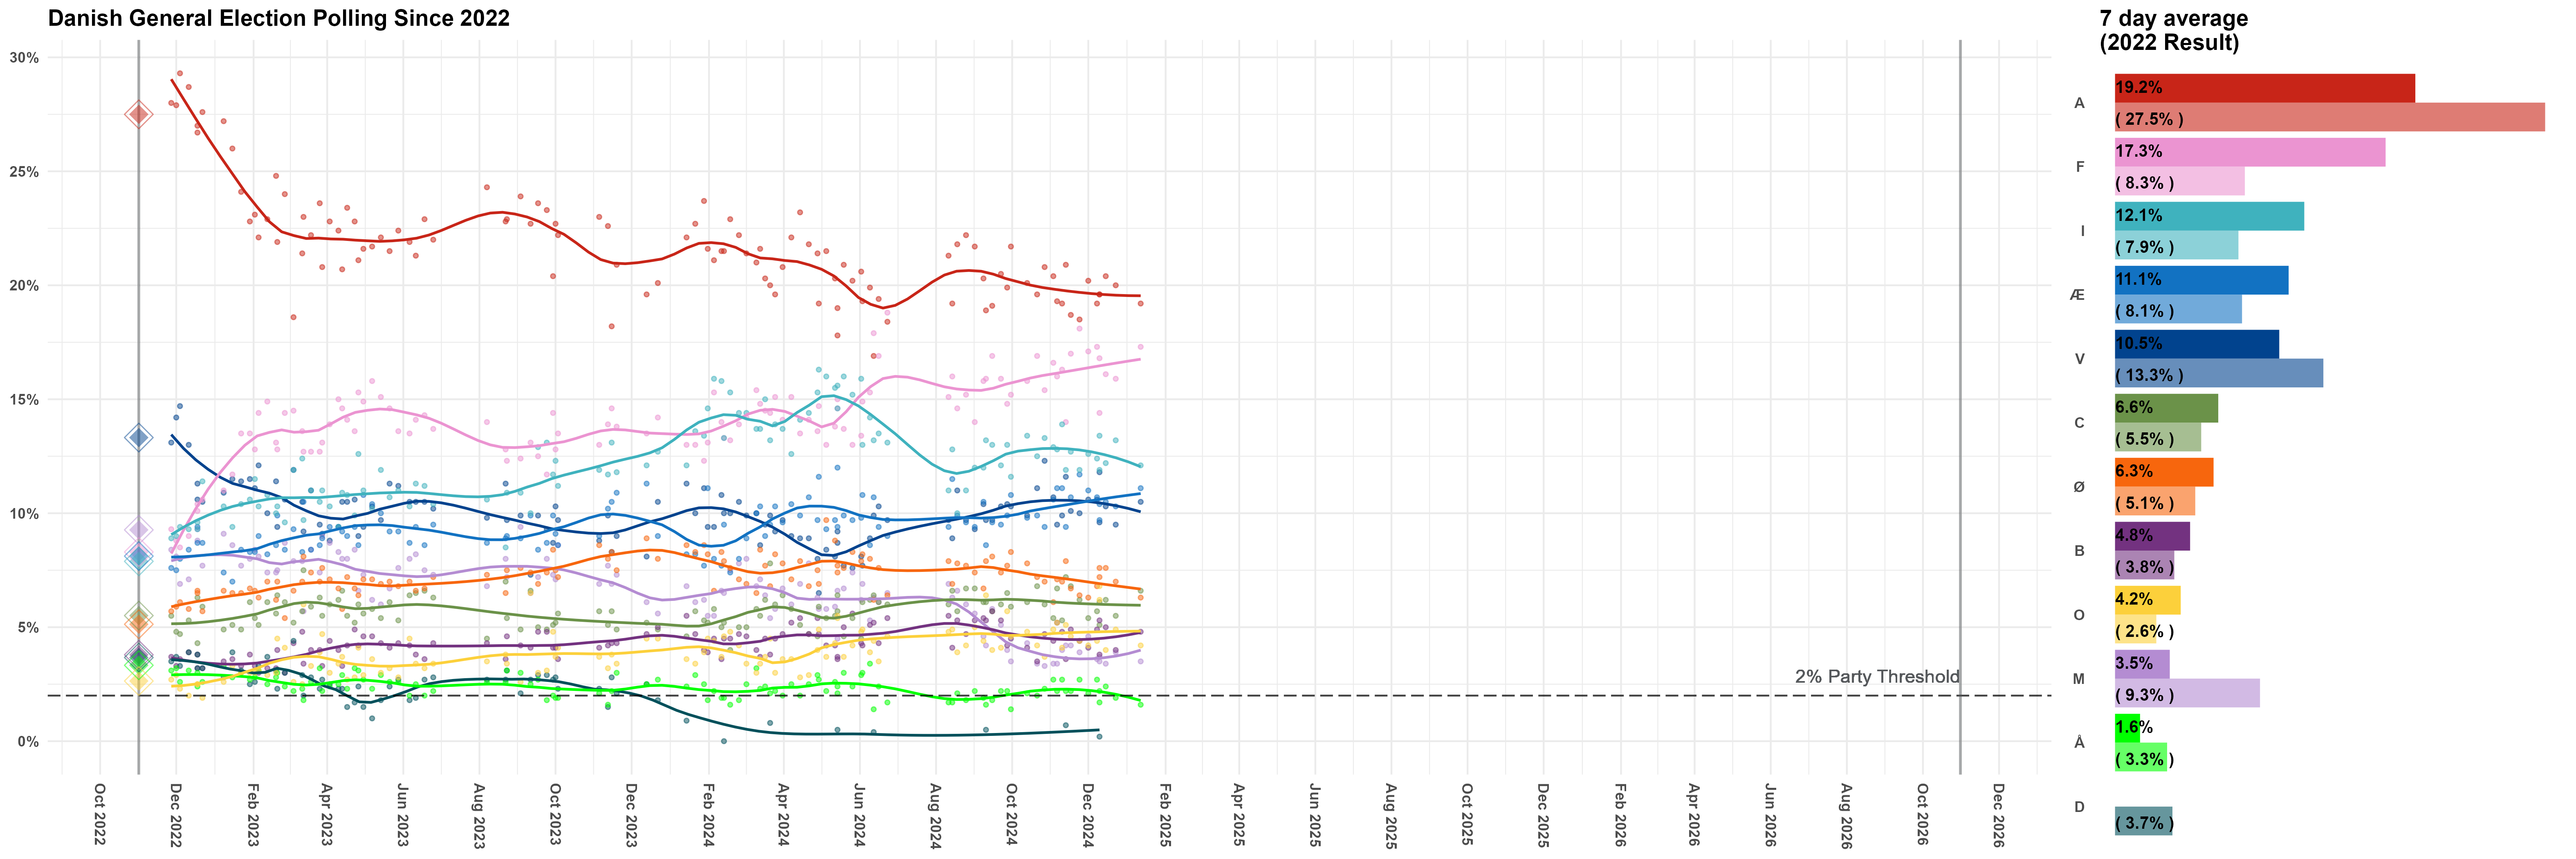 Danish General Election Polling Since 2022
30%
25%
20%
15%
10%
5%
0%
2% Party Threshold
Oct 2022
Dec 2022
Feb 2023
Apr 2023
Jun 2023
Aug 2023
Oct 2023
Dec 2023
Feb 2024
Apr 2024
Jun 2024
Aug 2024
Oct 2024
Dec 2024
Feb 2025
Apr 2025
Jun 2025
Aug 2025
Oct 2025
Dec 2025
Feb 2026
Apr 2026
Jun 2026
Aug 2026
Oct 2026
Dec 2026
7 day average
(2022 Result)
A
19.2%
( 27.5% )
F
17.3%
( 8.3% )
I
12.1%
( 7.9% )
Æ
11.1%
( 8.1% )
V
10.5%
( 13.3% )
C
6.6%
( 5.5% )
Ø
6.3%
( 5.1% )
B
4.8%
( 3.8% )
O
4.2%
( 2.6% )
M
3.5%
( 9.3% )
Å
1.6%
( 3.3% )
D
( 3.7% )